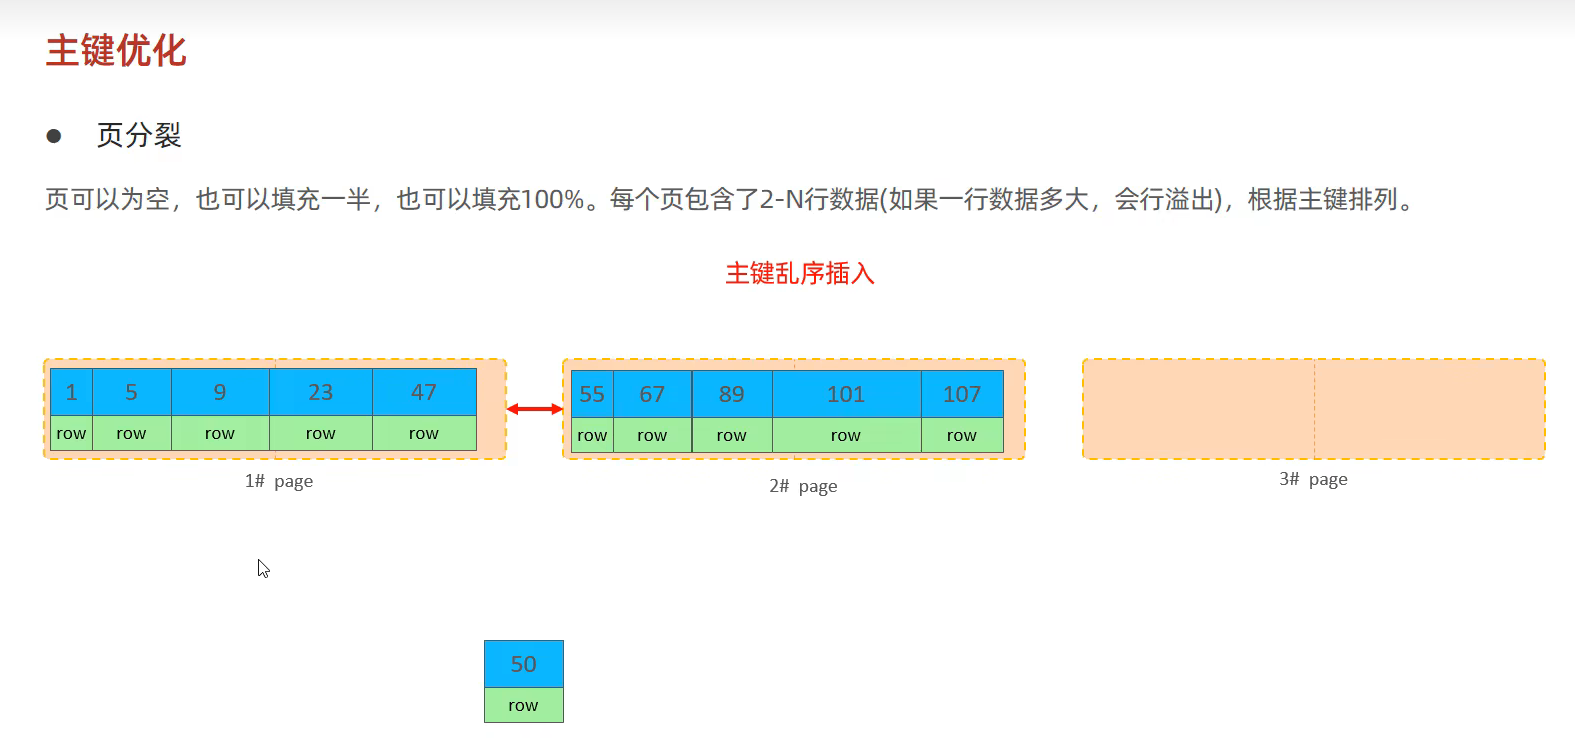 主键优化
● 页分裂
页可以为空，也可以填充一半，也可以填充100%。每个页包含了2-N行数据(如果一行数据多大，会行溢出)，根据主键排列。
主键乱序插入
1 5 9 23 47
row row row row row
1# page
55 67 89 101 107
row row row row row
2# page
3# page
50
row